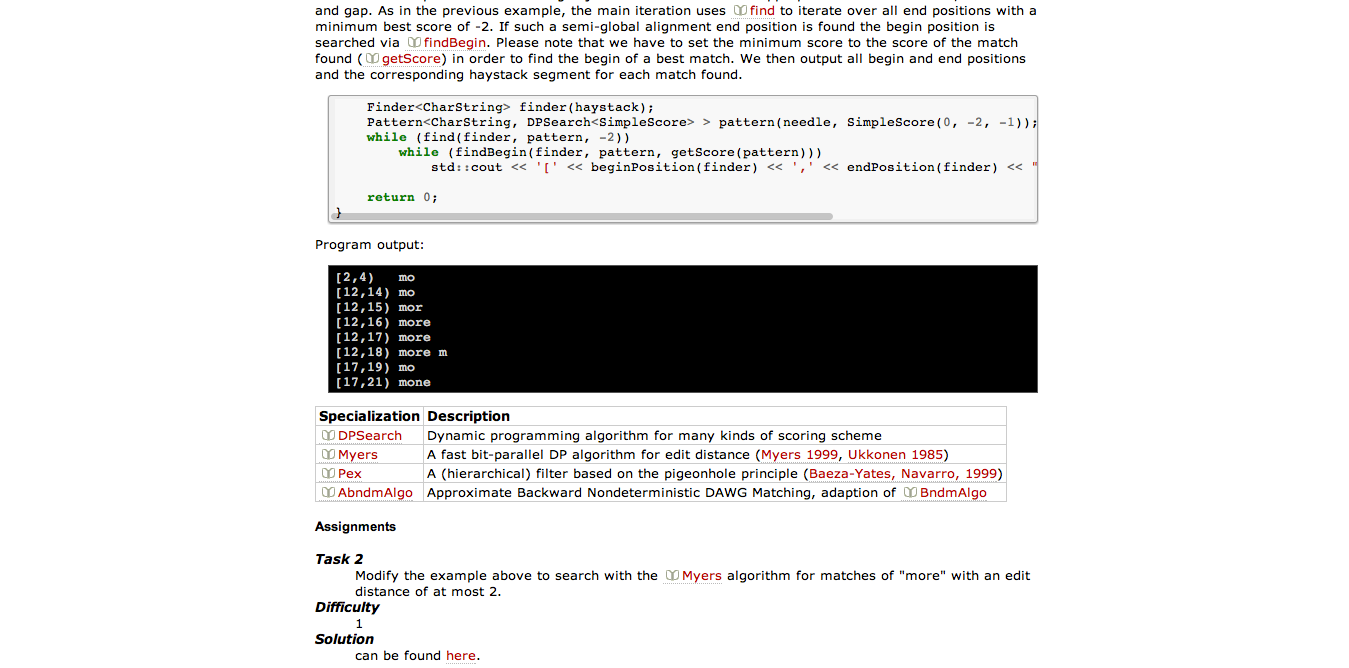 and gap. As in the previous example, the main iteration uses find to iterate over all end positions with a
minimum best score of -2. If such a semi-global alignment end position is found the begin position is
searched via findBegin. Please note that we have to set the minimum score to the score of the match
found ( getScore) in order to find the begin of a best match. We then output all begin and end positions
and the corresponding haystack segment for each match found.
Finder<CharString> finder(haystack);
Pattern<CharString, DPSearch<SimpleScore> > pattern(needle, SimpleScore(0, -2, -1));
while (find(finder, pattern, -2))
while (findBegin(finder, pattern, getScore(pattern)))
std::cout << '[' << beginPosition(finder) << ',' << endPosition(finder) << "
return 0;
}
Program output:
[2,4) mo
[12,14) mo
[12,15) mor
[12,16) more
[12,17) more
[12,18) more m
[17,19) mo
[17,21) mone
Specialization Description
DPSearch Dynamic programming algorithm for many kinds of scoring scheme
Myers A fast bit-parallel DP algorithm for edit distance (Myers 1999, Ukkonen 1985)
Pex A (hierarchical) filter based on the pigeonhole principle (Baeza-Yates, Navarro, 1999)
AbndmAlgo Approximate Backward Nondeterministic DAWG Matching, adaption of BndmAlgo
Assignments
Task 2
Modify the example above to search with the Myers algorithm for matches of "more" with an edit
distance of at most 2.
Difficulty
1
Solution
can be found here.